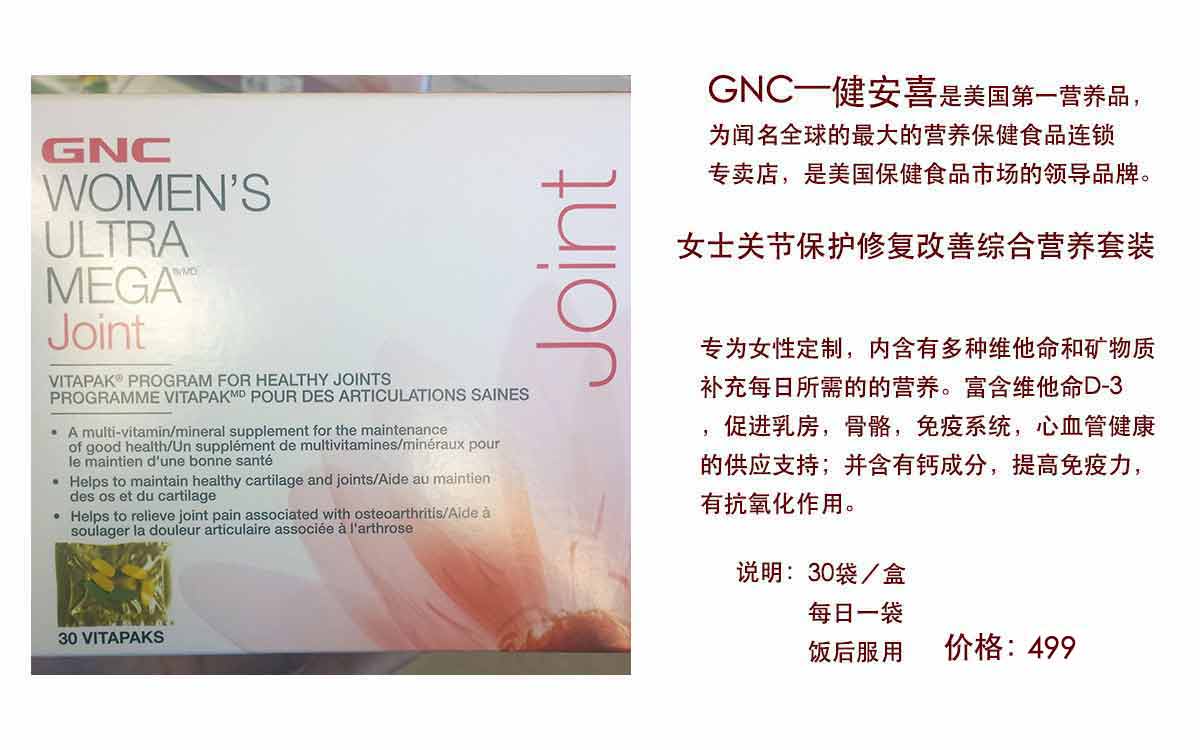 GNC
WOMEN'S
ULTRA
MEGA TM/MD
Joint
VITAPAK® PROGRAM FOR HEALTHY JOINTS
PROGRAMME VITAPAK MD POUR DES ARTICULATIONS SAINES
• A multi-vitamin/mineral supplement for the maintenance
of good health/Un supplément de multivitamines/minéraux pour
le maintien d'une bonne santé
• Helps to maintain healthy cartilage and joints/Aide au maintien
des os et du cartilage
• Helps to relieve joint pain associated with osteoarthritis/Aide à
soulager la douleur articulaire associée à l'arthrose
30 VITAPAKS
Joint
GNC—健安喜是美国第一营养品，
为闻名全球的最大的营养保健食品连锁
专卖店，是美国保健食品市场的领导品牌。
女士关节保护修复改善综合营养套装
专为女性定制，内含有多种维他命和矿物质
补充每日所需的的营养。富含维他命D-3
，促进乳房，骨骼，免疫系统，心血管健康
的供应支持；并含有钙成分，提高免疫力，
有抗氧化作用。
说明：30袋／盒
每日一袋
饭后服用
价格：499